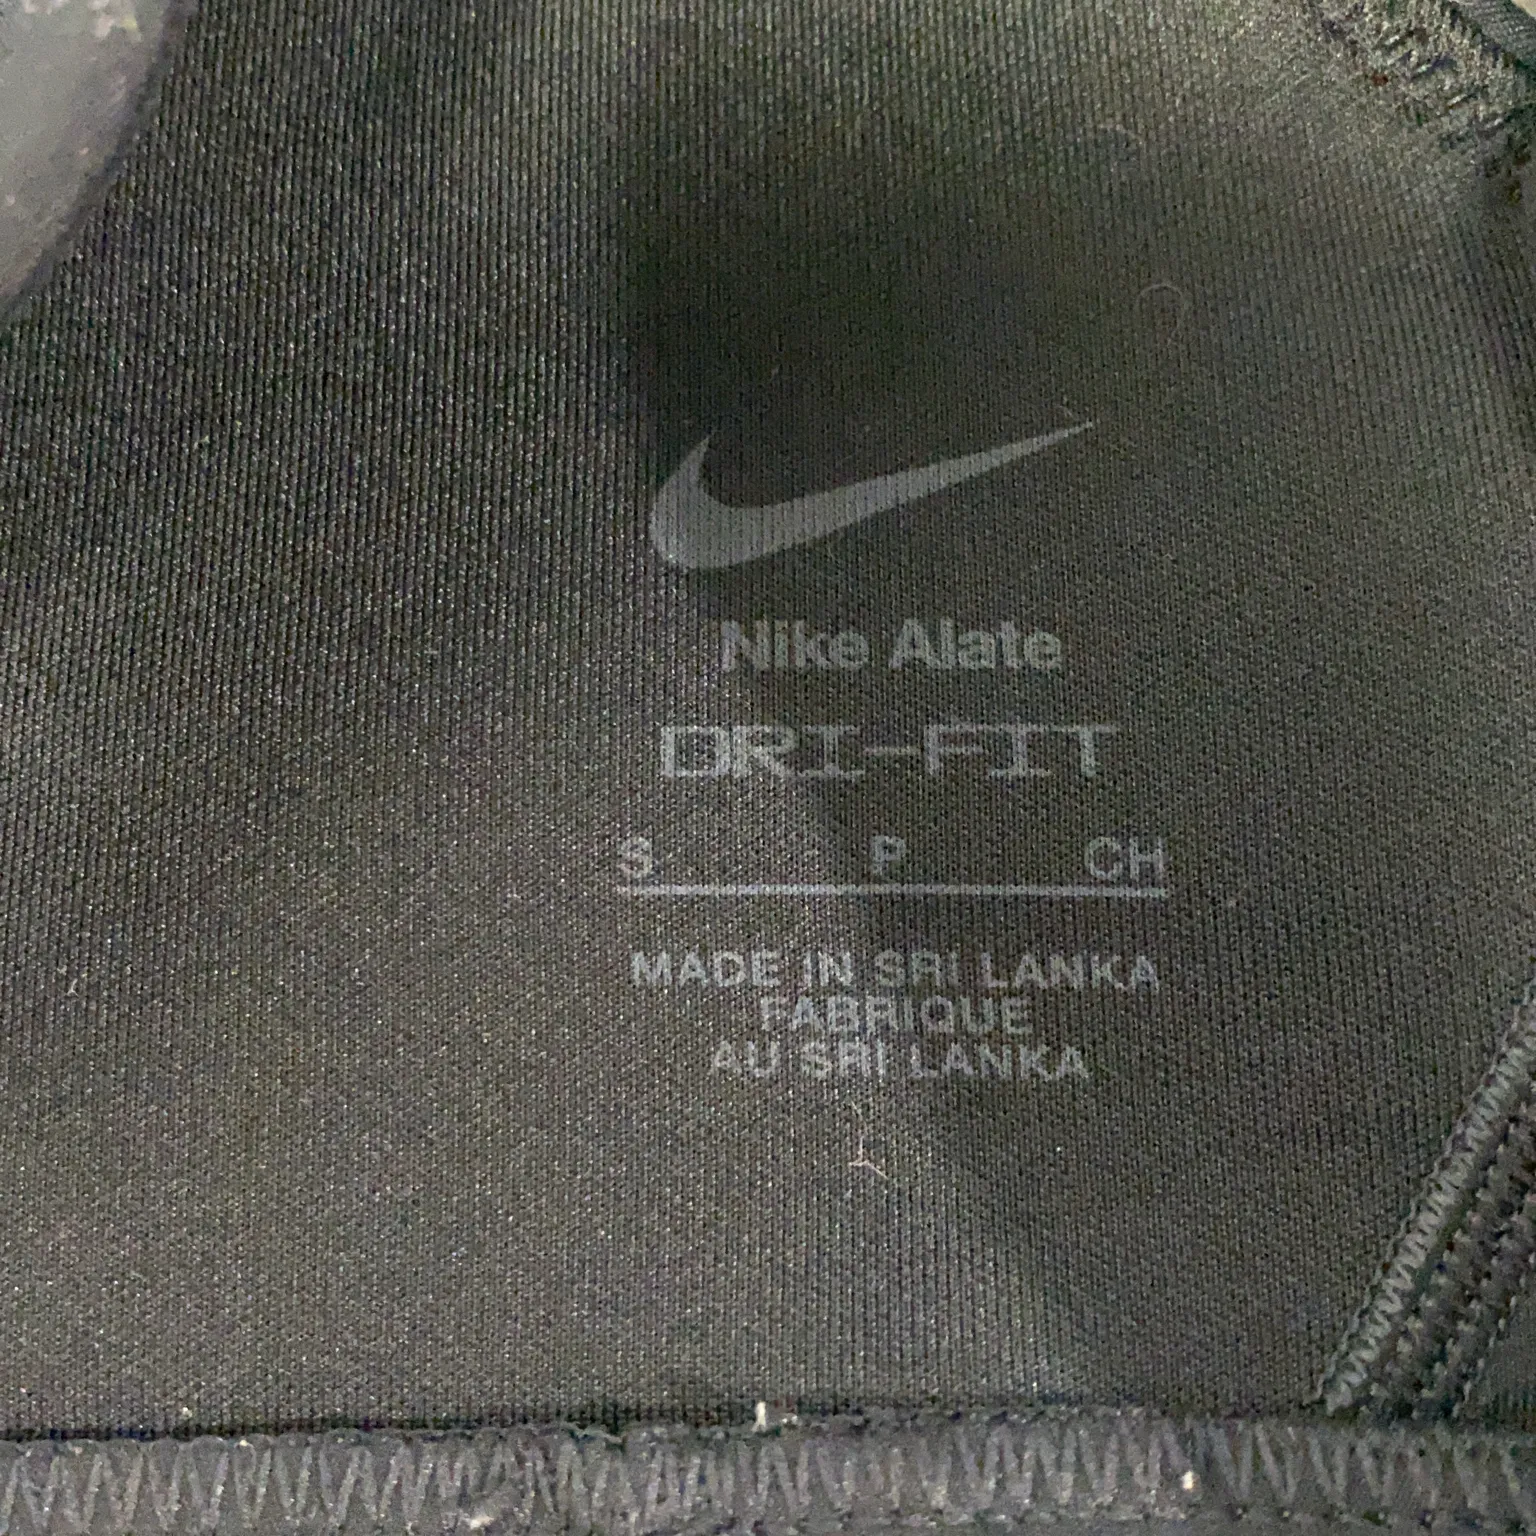 Nike Alate
DRI-FIT
S P CH
MADE IN SRI LANKA
FABRIQUE
AU SRI LANKA